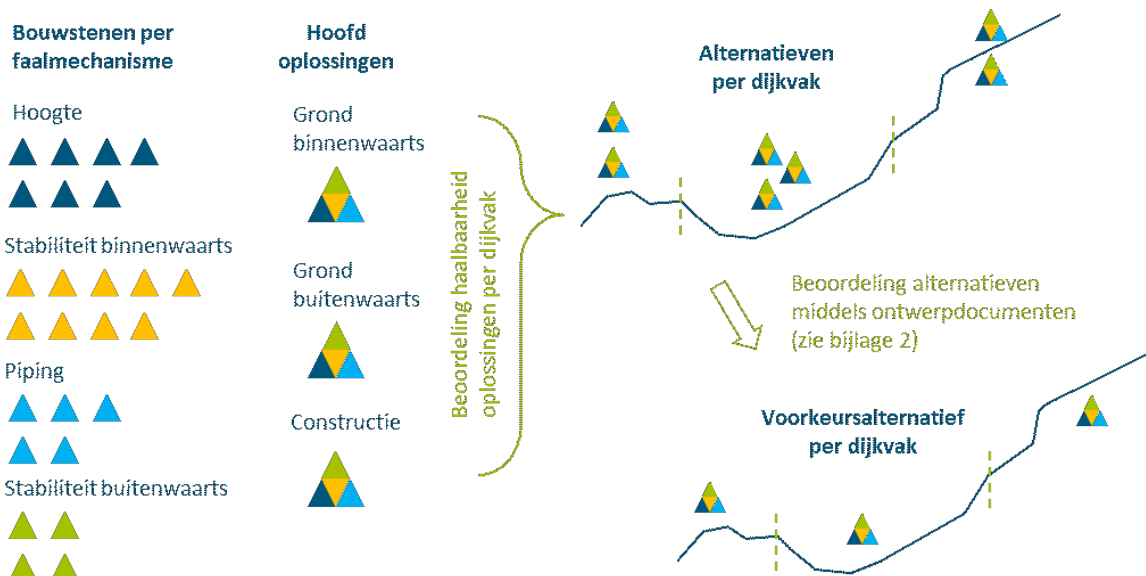 Bouwstenen per
faalmechanisme
Hoogte
Stabiliteit binnenwaarts
Piping
Stabiliteit buitenwaarts
Hoofd
oplossingen
Grond
binnenwaarts
Grond
buitenwaarts
Constructie
Beoordeling haalbaarheid
oplossingen per dijkvak
Alternatieven
per dijkvak
Beoordeling alternatieven
middels ontwerpdocumenten
(zie bijlage 2)
Voorkeursalternatief
per dijkvak